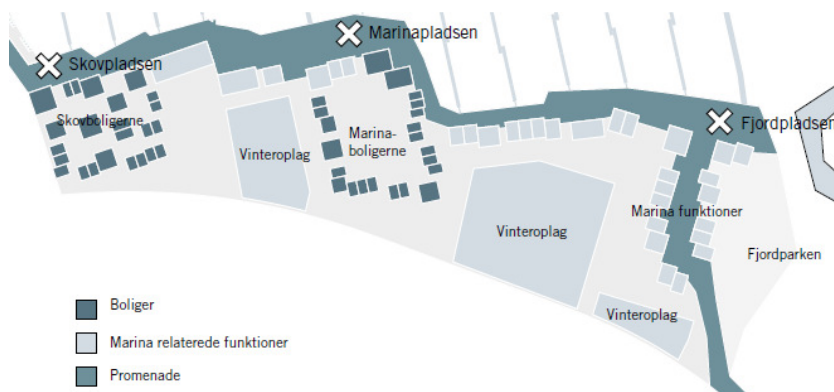 Skovpladsen
Marinapladsen
Fjordpladsen
Skovboligerne
Vinteroplag
Marina-
boligerne
Vinteroplag
Marina funktioner
Fjordparken
Vinteroplag
Boliger
Marina relaterede funktioner
Promenade